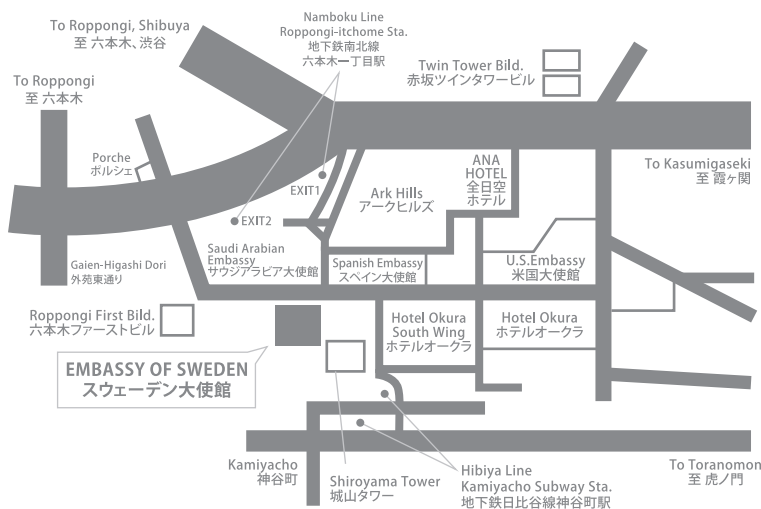 Namboku Line
Roppongi-itchome Sta.
地下鉄南北線
六本木一丁目駅
To Roppongi, Shibuya
至 六本木、渋谷
Twin Tower Bild.
赤坂ツインタワービル
To Roppongi
至 六本木
Porche
ポルシェ
ANA
HOTEL
全日空
ホテル
To Kasumigaseki
至 霞ヶ関
EXIT1
Ark Hills
アークヒルズ
EXIT2
Saudi Arabian
Embassy
サウジアラビア大使館
Spanish Embassy
スペイン大使館
U.S.Embassy
米国大使館
Gaien-Higashi Dori
外苑東通り
Roppongi First Bild.
六本木ファーストビル
Hotel Okura
South Wing
ホテルオークラ
Hotel Okura
ホテルオークラ
EMBASSY OF SWEDEN
スウェーデン大使館
Kamiyacho
神谷町
Shiroyama Tower
城山タワー
Hibiya Line
Kamiyacho Subway Sta.
地下鉄日比谷線神谷町駅
To Toranomon
至 虎ノ門